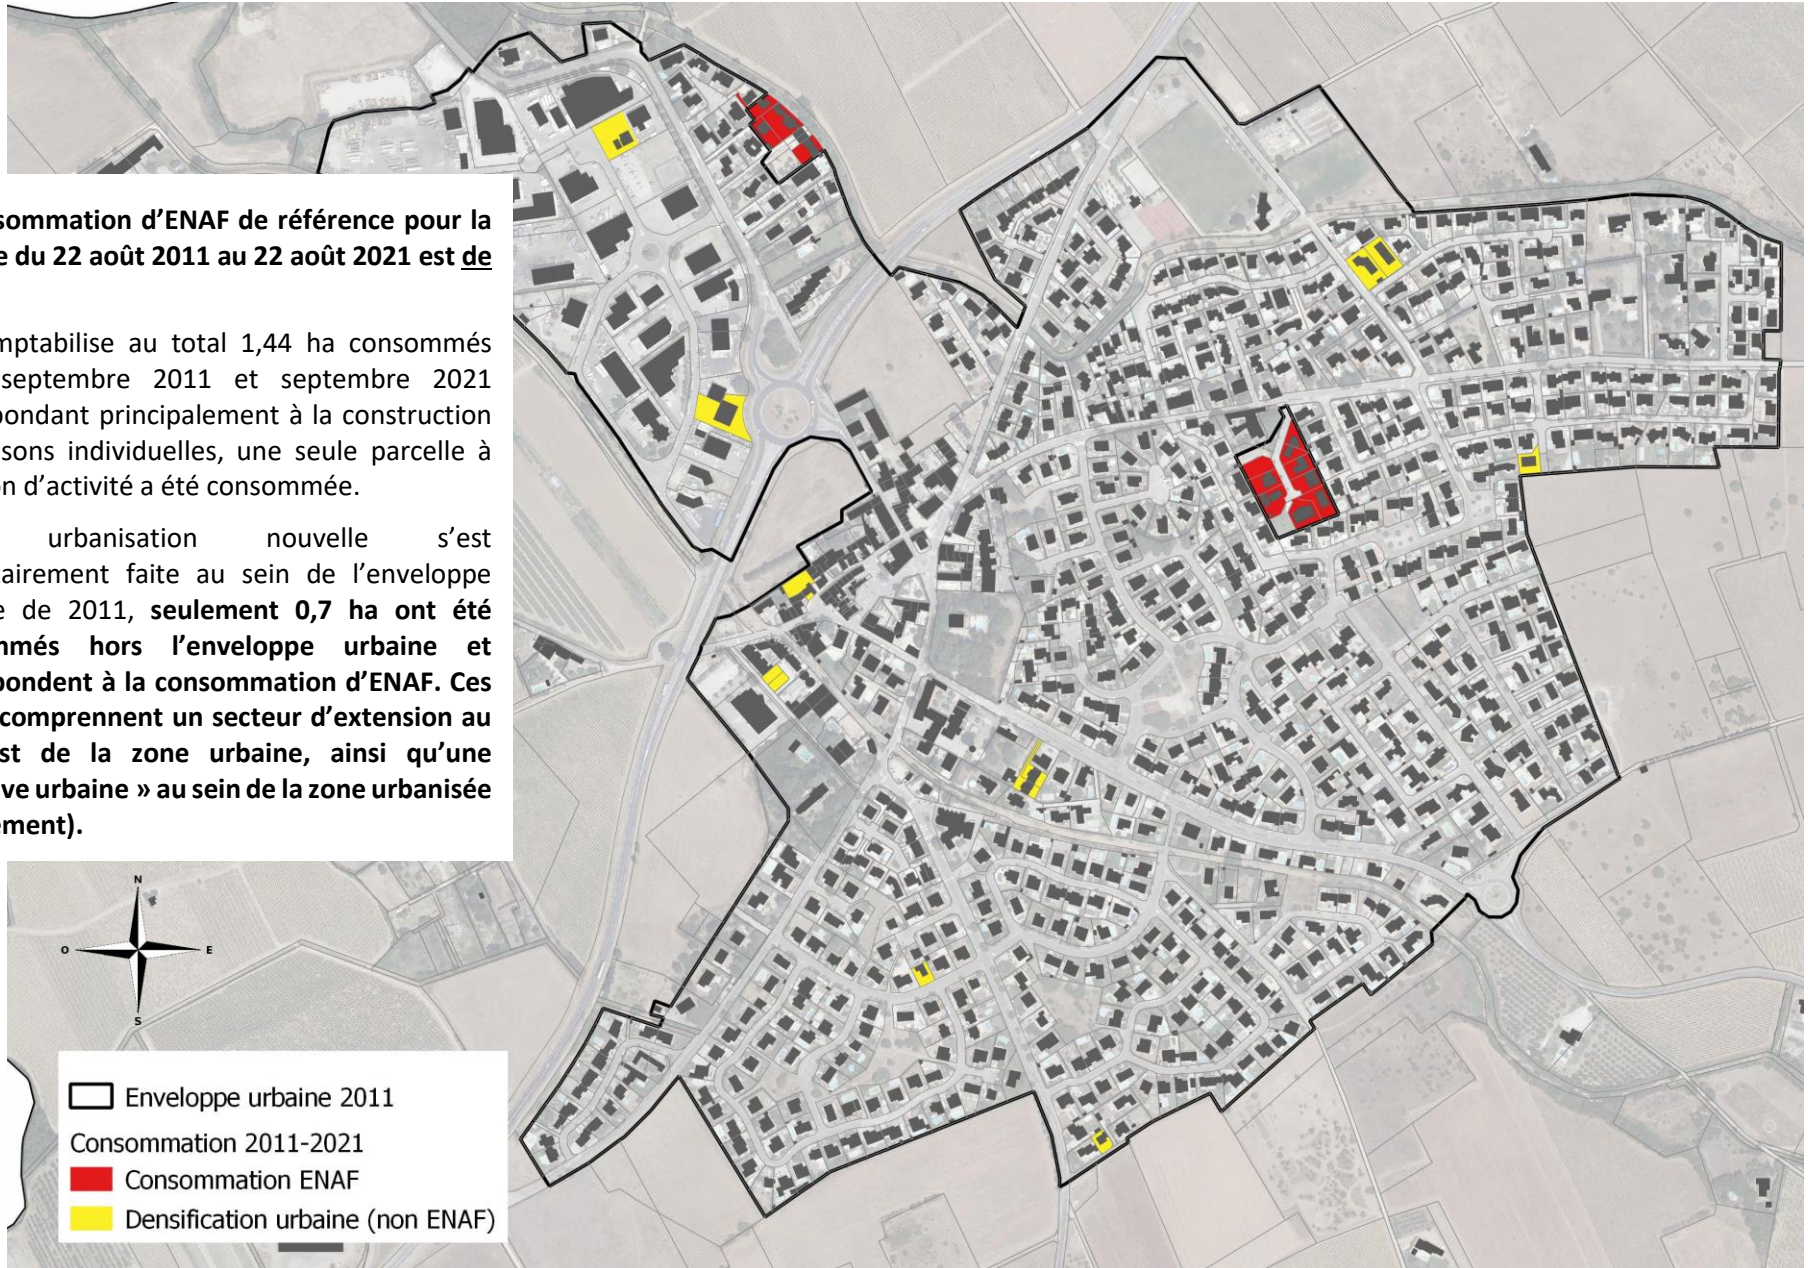 sommation d’ENAF de référence pour la
e du 22 août 2011 au 22 août 2021 est de
mptabilise au total 1,44 ha consommés
septembre 2011 et septembre 2021
pondant principalement à la construction
sons individuelles, une seule parcelle à
on d’activité a été consommée.
urbanisation nouvelle s’est
tairement faite au sein de l’enveloppe
e de 2011, seulement 0,7 ha ont été
mmés hors l’enveloppe urbaine et
pondent à la consommation d’ENAF. Ces
comprennent un secteur d’extension au
st de la zone urbaine, ainsi qu’une
ve urbaine » au sein de la zone urbanisée
ement).
N
O E
S
Enveloppe urbaine 2011
Consommation 2011-2021
Consommation ENAF
Densification urbaine (non ENAF)